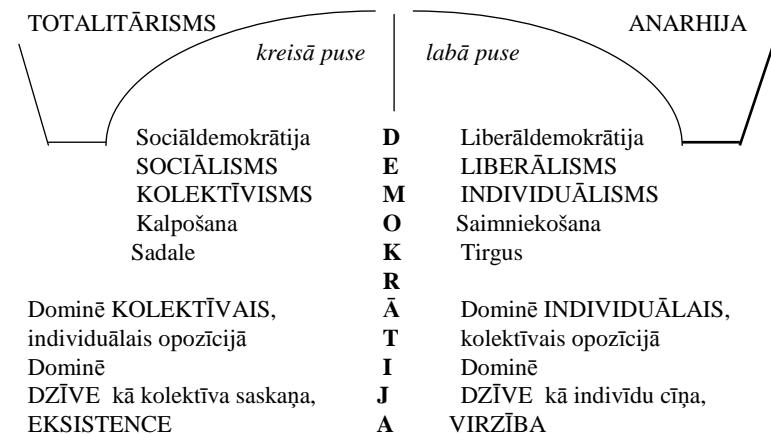 TOTALITĀRISMS ANARHIJA
kreisā puse labā puse
Sociāldemokrātija D Liberāldemokrātija
SOCIĀLISMS E LIBERĀLISMS
KOLEKTĪVISMS M INDIVIDUĀLISMS
Kalpošana O Saimniekošana
Sadale K Tirgus
R
Dominē KOLEKTĪVAIS, Ā Dominē INDIVIDUĀLAIS,
individuālais opozīcijā T kolektīvais opozīcijā
Dominē I Dominē
DZĪVE kā kolektīva saskaņa, J DZĪVE kā indivīdu cīņa,
EKSISTENCE A VIRZĪBA